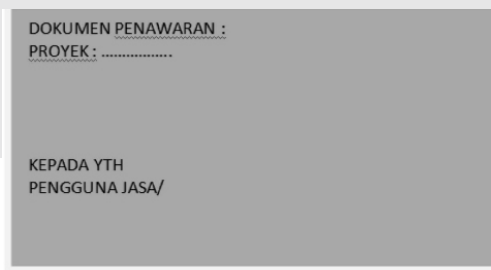 DOKUMEN PENAWARAN :
PROYEK : .................
KEPADA YTH
PENGGUNA JASA/